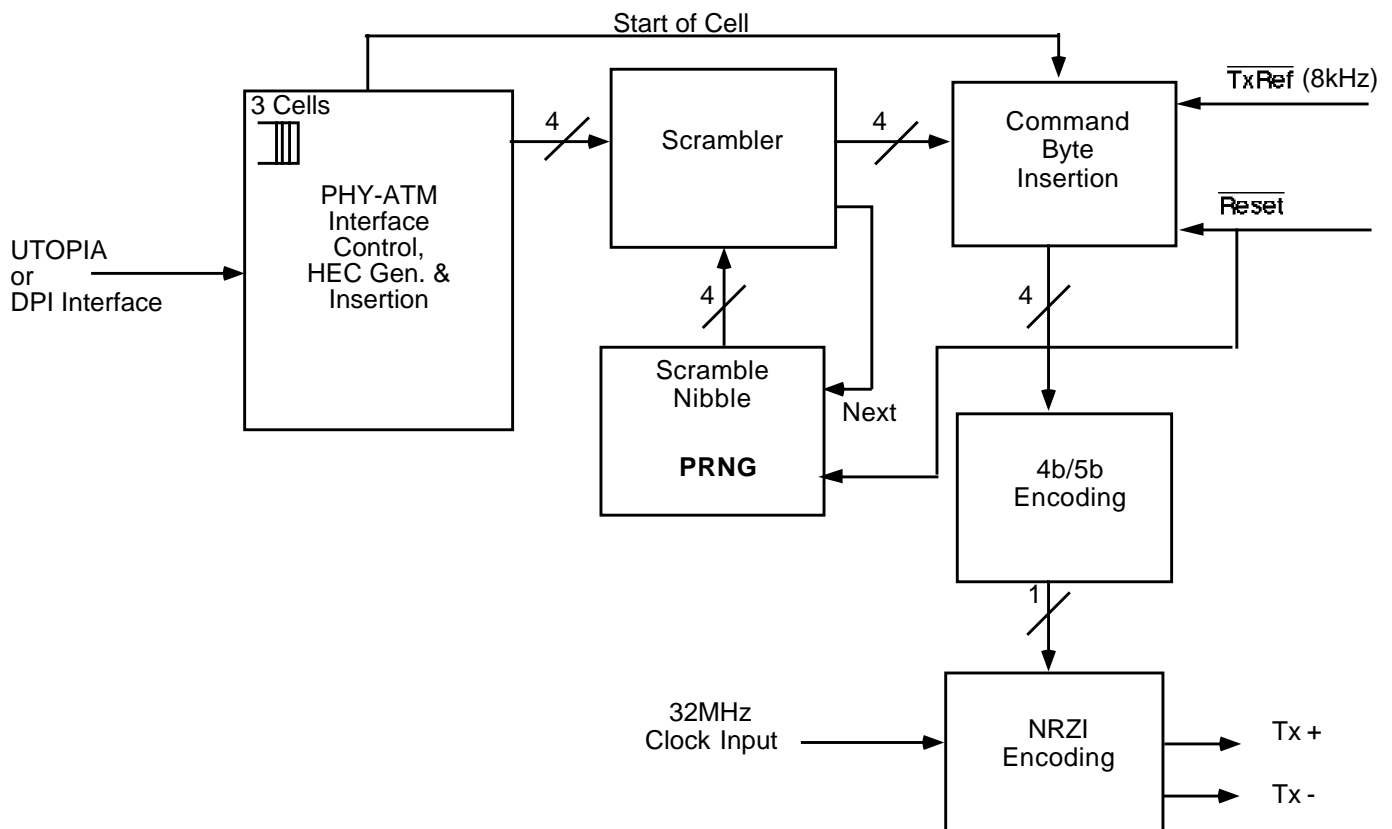 Start of Cell
3 Cells
PHY-ATM
Interface
Control,
HEC Gen. &
Insertion
UTOPIA
or
DPI Interface
4
Scrambler
4
Command
Byte
Insertion
TxRef (8kHz)
Reset
4
Scramble
Nibble
PRNG
Next
4
4b/5b
Encoding
1
32MHz
Clock Input
NRZI
Encoding
Tx +
Tx -